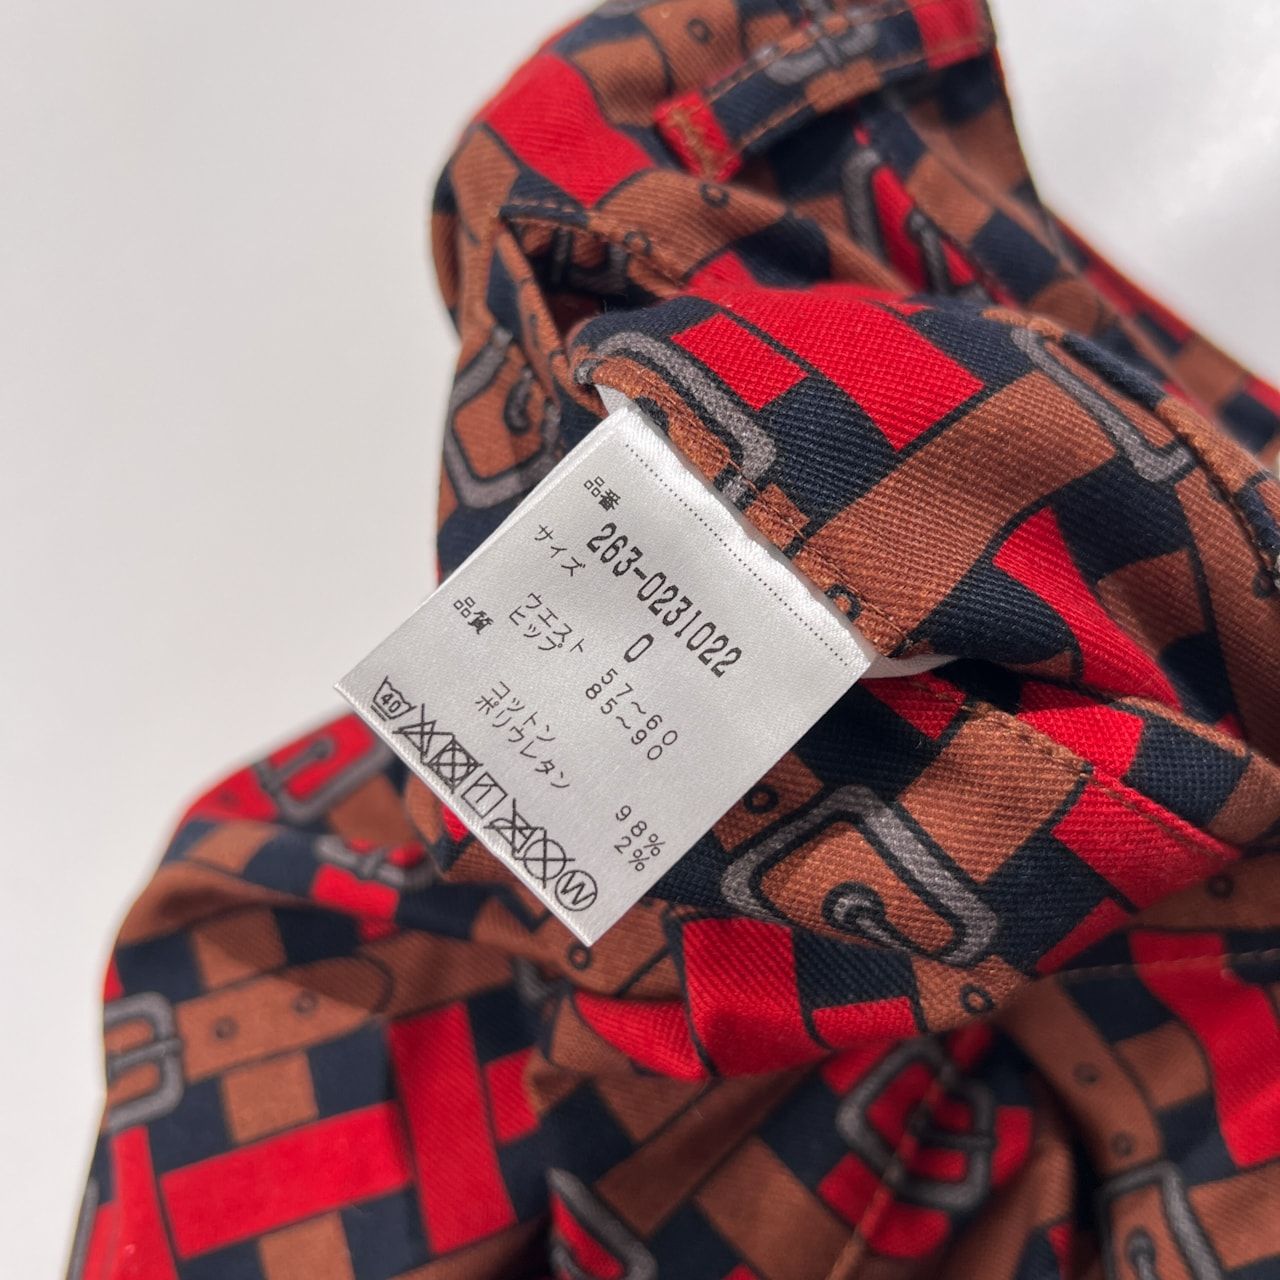 品番 263-0231022
サイズ 0
ウエスト 57~60
ヒップ 85~90
品質
コットン 98%
ポリウレタン 2%
40
W